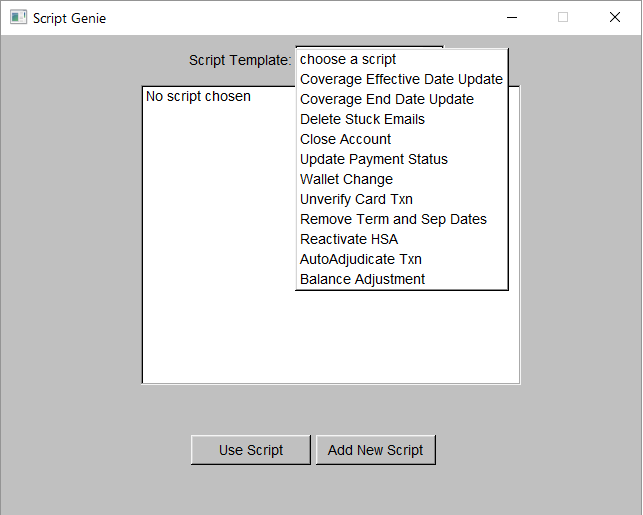 Script Genie
Script Template:
choose a script
No script chosen
Coverage Effective Date Update
Coverage End Date Update
Delete Stuck Emails
Close Account
Update Payment Status
Wallet Change
Unverify Card Txn
Remove Term and Sep Dates
Reactivate HSA
AutoAdjudicate Txn
Balance Adjustment
Use Script
Add New Script